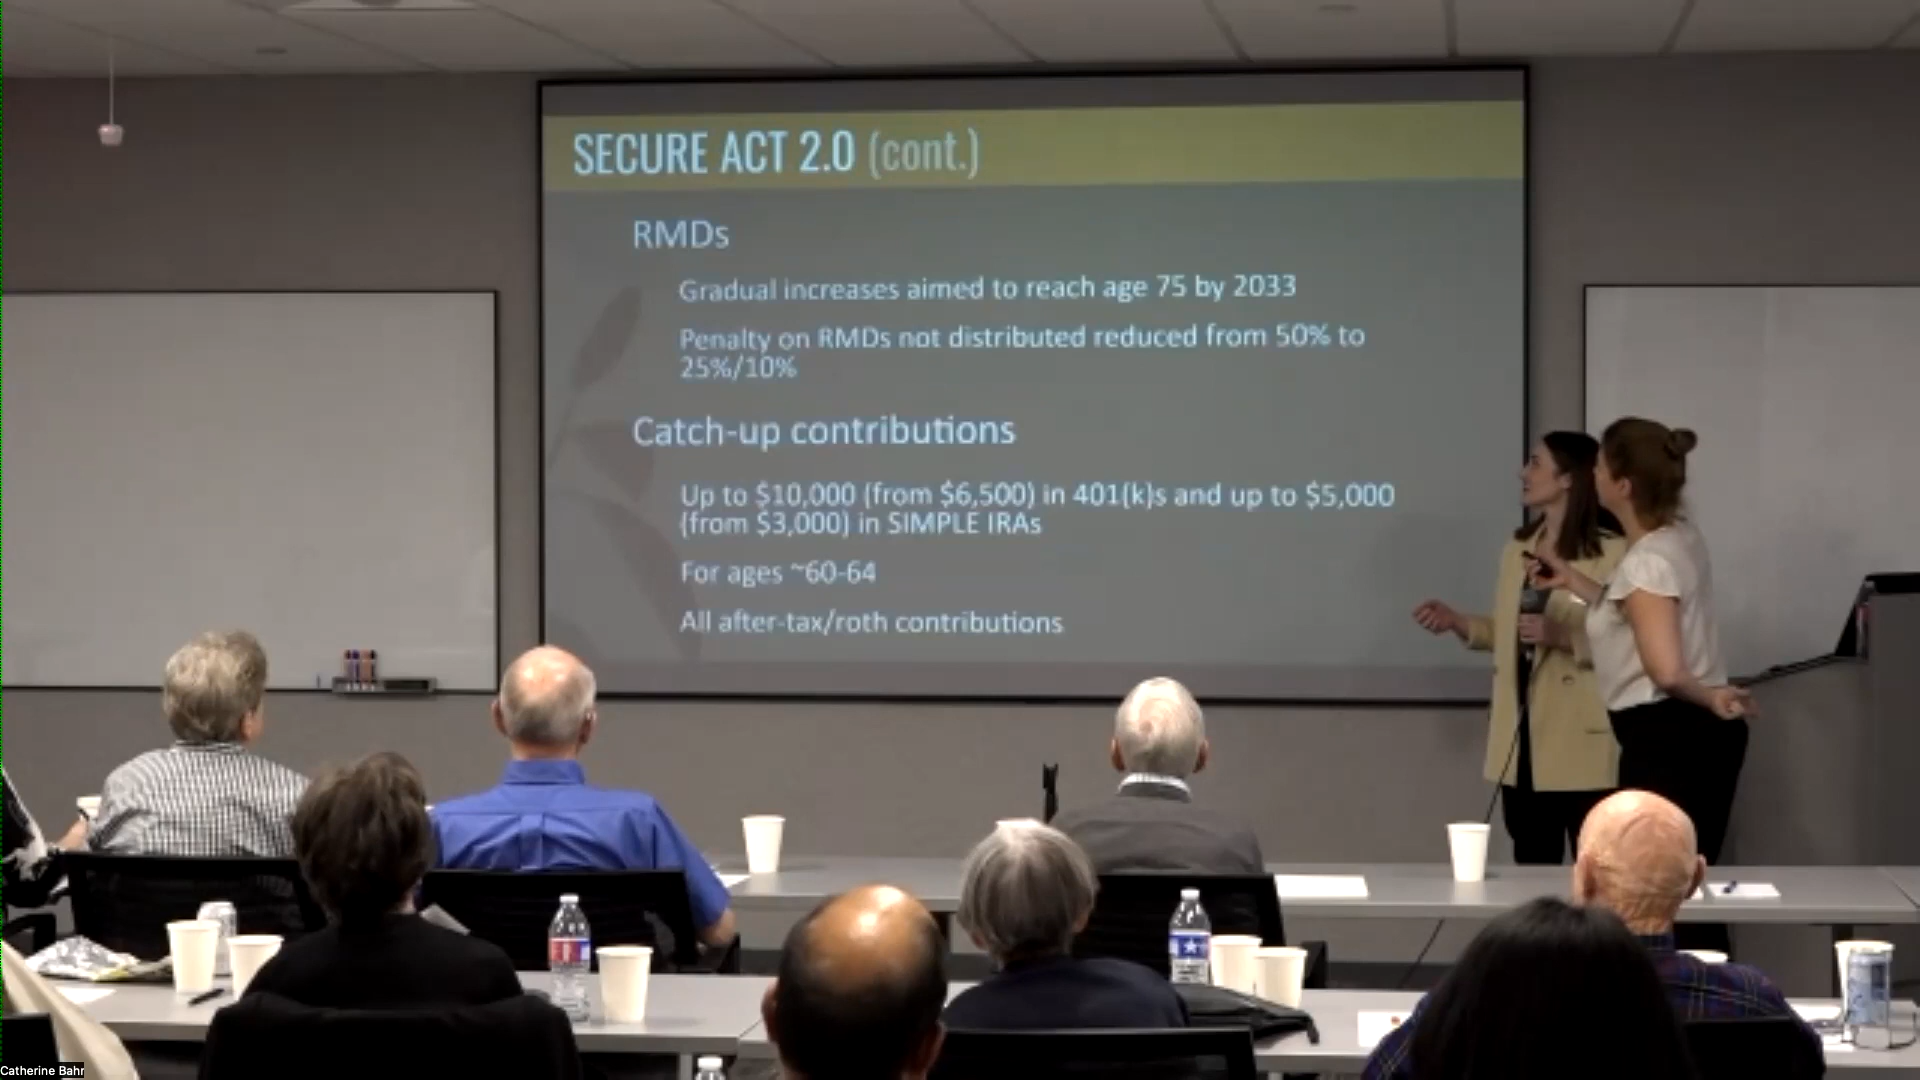 SECURE ACT 2.0 (cont.)
RMDs
Gradual increases aimed to reach age 75 by 2033
Penalty on RMDs not distributed reduced from 50% to
25%/10%
Catch-up contributions
Up to $10,000 (from $6,500) in 401(k)s and up to $5,000
(from $3,000) in SIMPLE IRAs
For ages ~60-64
All after-tax/roth contributions
Catherine Bahr